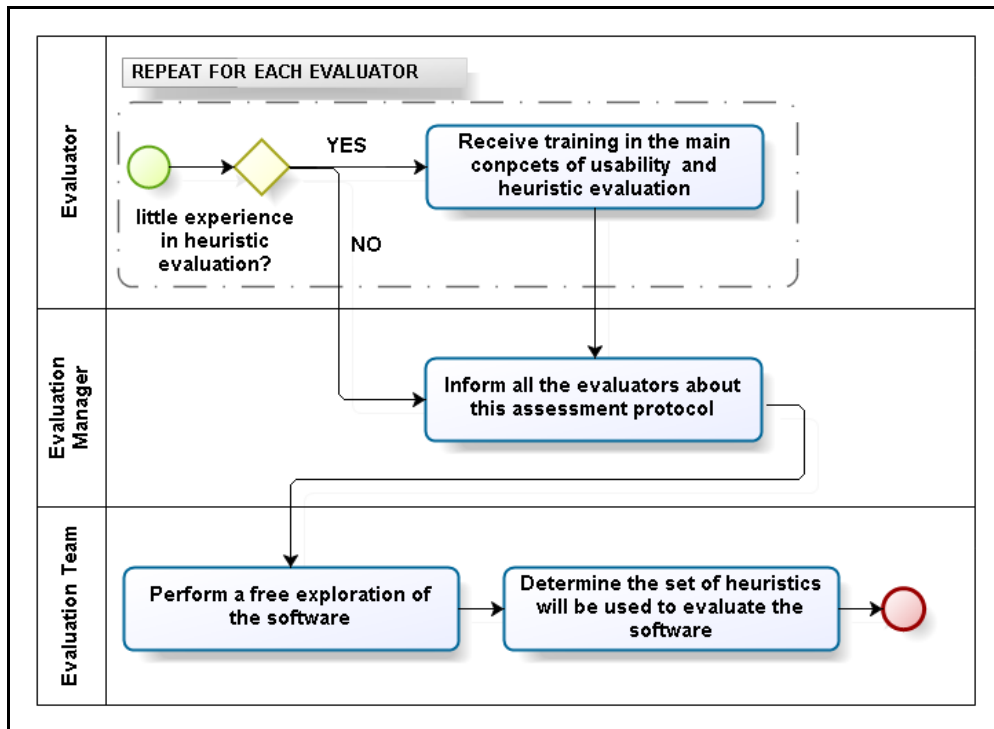 Evaluator
REPEAT FOR EACH EVALUATOR
YES
Receive training in the main
conpcets of usability and
heuristic evaluation
little experience
in heuristic
evaluation?
NO
Evaluation
Manager
Inform all the evaluators about
this assessment protocol
Evaluation Team
Perform a free exploration of
the software
Determine the set of heuristics
will be used to evaluate the
software